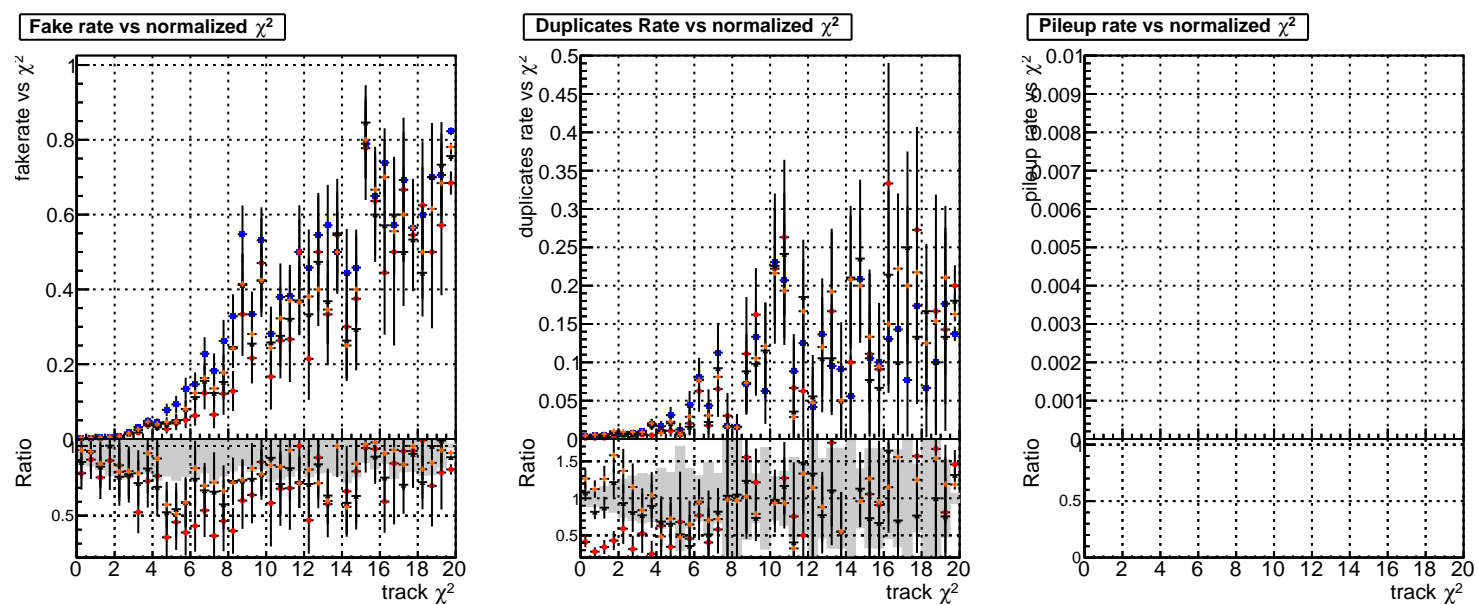 Fake rate vs normalized χ²
fakerate vs χ²
1
0.8
0.6
0.4
0.2
0
Ratio
0.5
0 2 4 6 8 10 12 14 16 18 20
track χ²
Duplicates Rate vs normalized χ²
duplicates rate vs χ²
0.5
0.45
0.4
0.35
0.3
0.25
0.2
0.15
0.1
0.05
0
Ratio
1.5
1
0.5
0 2 4 6 8 10 12 14 16 18 20
track χ²
Pileup rate vs normalized χ²
pileup rate vs χ²
0.01
0.009
0.008
0.007
0.006
0.005
0.004
0.003
0.002
0.001
0
Ratio
1
0.5
0
0 2 4 6 8 10 12 14 16 18 20
track χ²